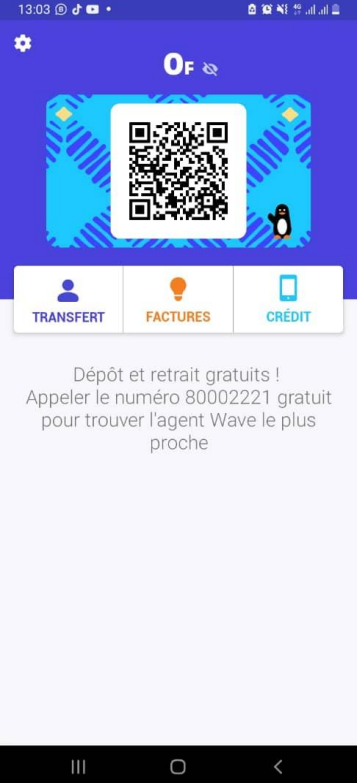 13:03
4G
0F
TRANSFERT
FACTURES
CRÉDIT
Dépôt et retrait gratuits !
Appeler le numéro 80002221 gratuit
pour trouver l'agent Wave le plus
proche